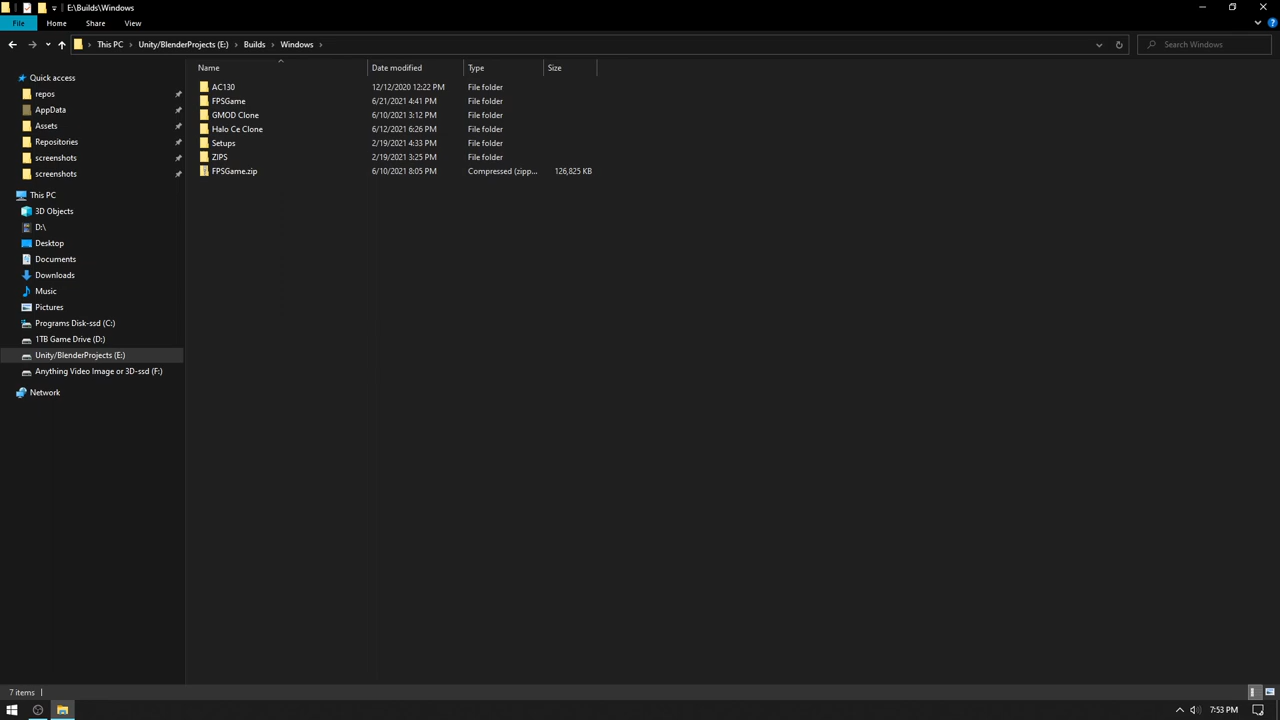 E:\Builds\Windows
File Home Share View
This PC Unity/BlenderProjects (E:) Builds Windows Search Windows
Name Date modified Type Size
Quick access
repos
AppData
Assets
Repositories
screenshots
screenshots
This PC
3D Objects
D:\
Desktop
Documents
Downloads
Music
Pictures
Programs Disk-ssd (C:)
1TB Game Drive (D:)
Unity/BlenderProjects (E:)
Anything Video Image or 3D-ssd (F:)
Network
AC130 12/12/2020 12:22 PM File folder
FPSGame 6/21/2021 4:41 PM File folder
GMOD Clone 6/10/2021 3:12 PM File folder
Halo Ce Clone 6/12/2021 6:26 PM File folder
Setups 2/19/2021 4:33 PM File folder
ZIPS 2/19/2021 3:25 PM File folder
FPSGame.zip 6/10/2021 8:05 PM Compressed (zipp... 126,825 KB
7 items
7:53 PM